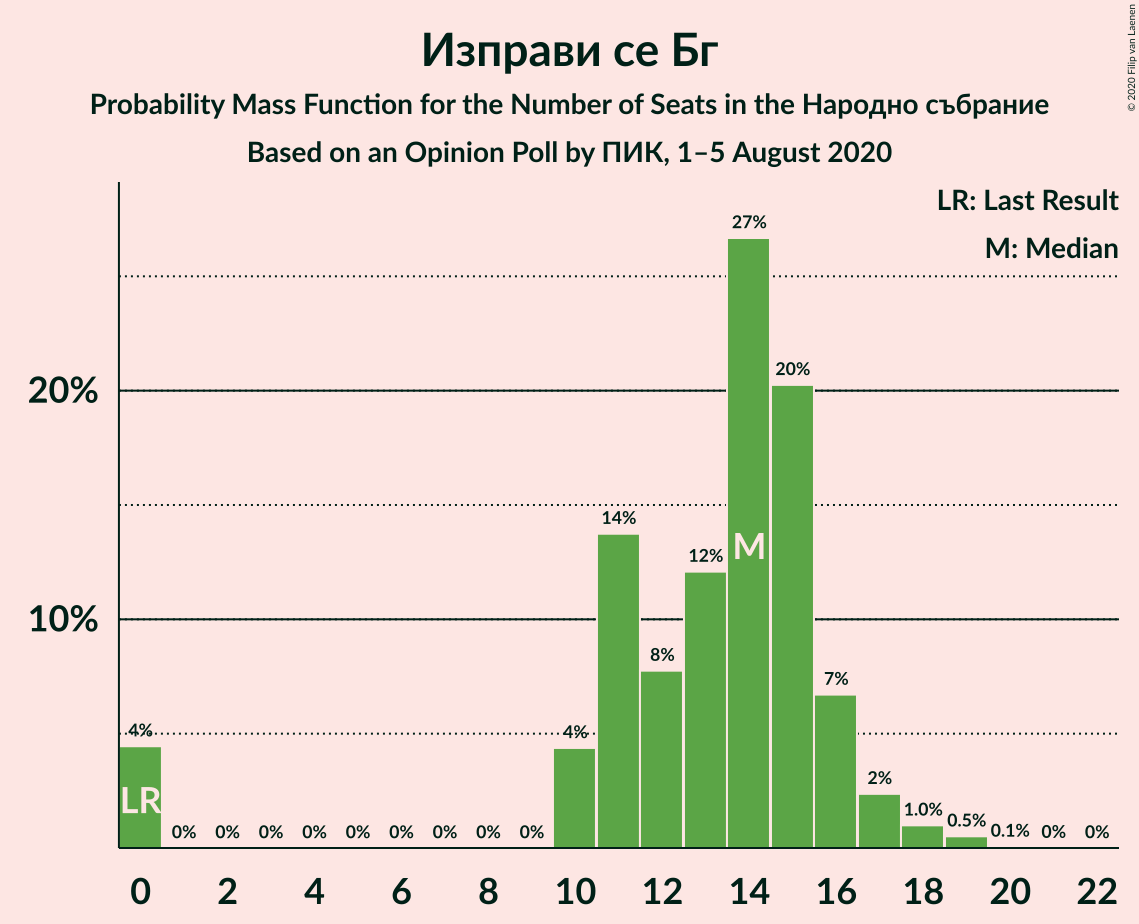 Изправи се Бг
Probability Mass Function for the Number of Seats in the Народно събрание
Based on an Opinion Poll by ПИК, 1–5 August 2020
© 2020 Filip van Laenen
LR: Last Result
M: Median
27%
20%
20%
14%
12%
M
10%
8%
7%
4%
4%
2%
LR
1.0%
0.5%
0% 0% 0% 0% 0% 0% 0% 0% 0% 0.1% 0% 0%
0 2 4 6 8 10 12 14 16 18 20 22